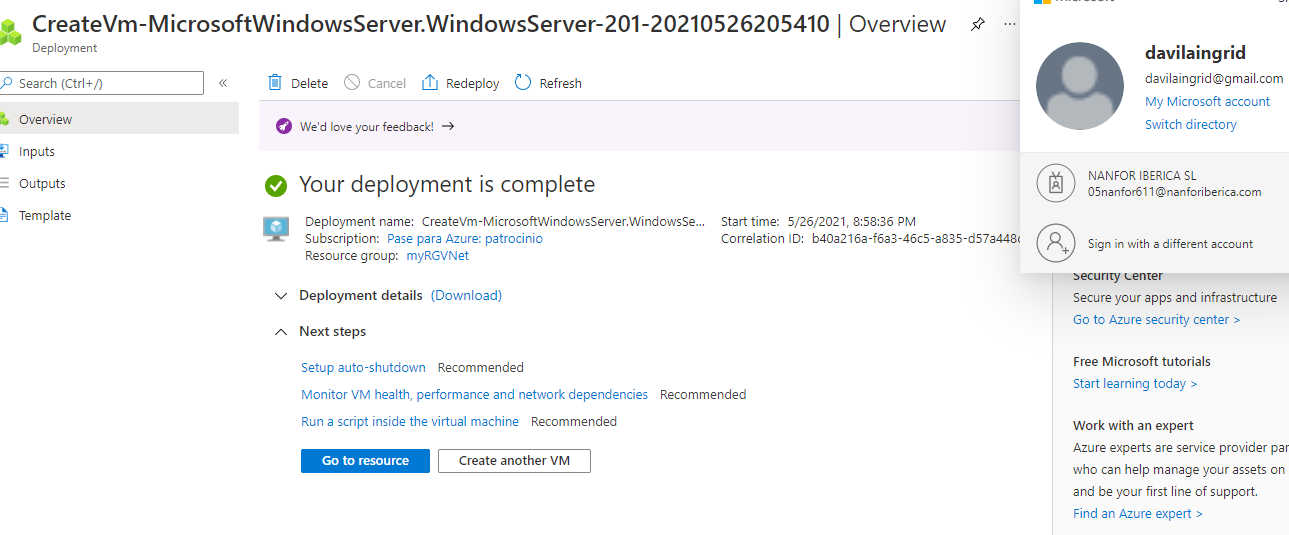 CreateVm-MicrosoftWindowsServer.WindowsServer-201-20210526205410 | Overview
Deployment
Search (Ctrl+/)
Overview
Inputs
Outputs
Template
Delete
Cancel
Redeploy
Refresh
We'd love your feedback! →
Your deployment is complete
Deployment name: CreateVm-MicrosoftWindowsServer.WindowsSe...
Subscription: Pase para Azure: patrocinio
Resource group: myRGVNet
Start time: 5/26/2021, 8:58:36 PM
Correlation ID: b40a216a-f6a3-46c5-a835-d57a448c
Deployment details (Download)
Next steps
Setup auto-shutdown Recommended
Monitor VM health, performance and network dependencies Recommended
Run a script inside the virtual machine Recommended
Go to resource
Create another VM
davilaingrid
davilaingrid@gmail.com
My Microsoft account
Switch directory
NANFOR IBERICA SL
05nanfor611@nanforiberica.com
Sign in with a different account
Security Center
Secure your apps and infrastructure
Go to Azure security center >
Free Microsoft tutorials
Start learning today >
Work with an expert
Azure experts are service provider par
who can help manage your assets on
and be your first line of support.
Find an Azure expert >